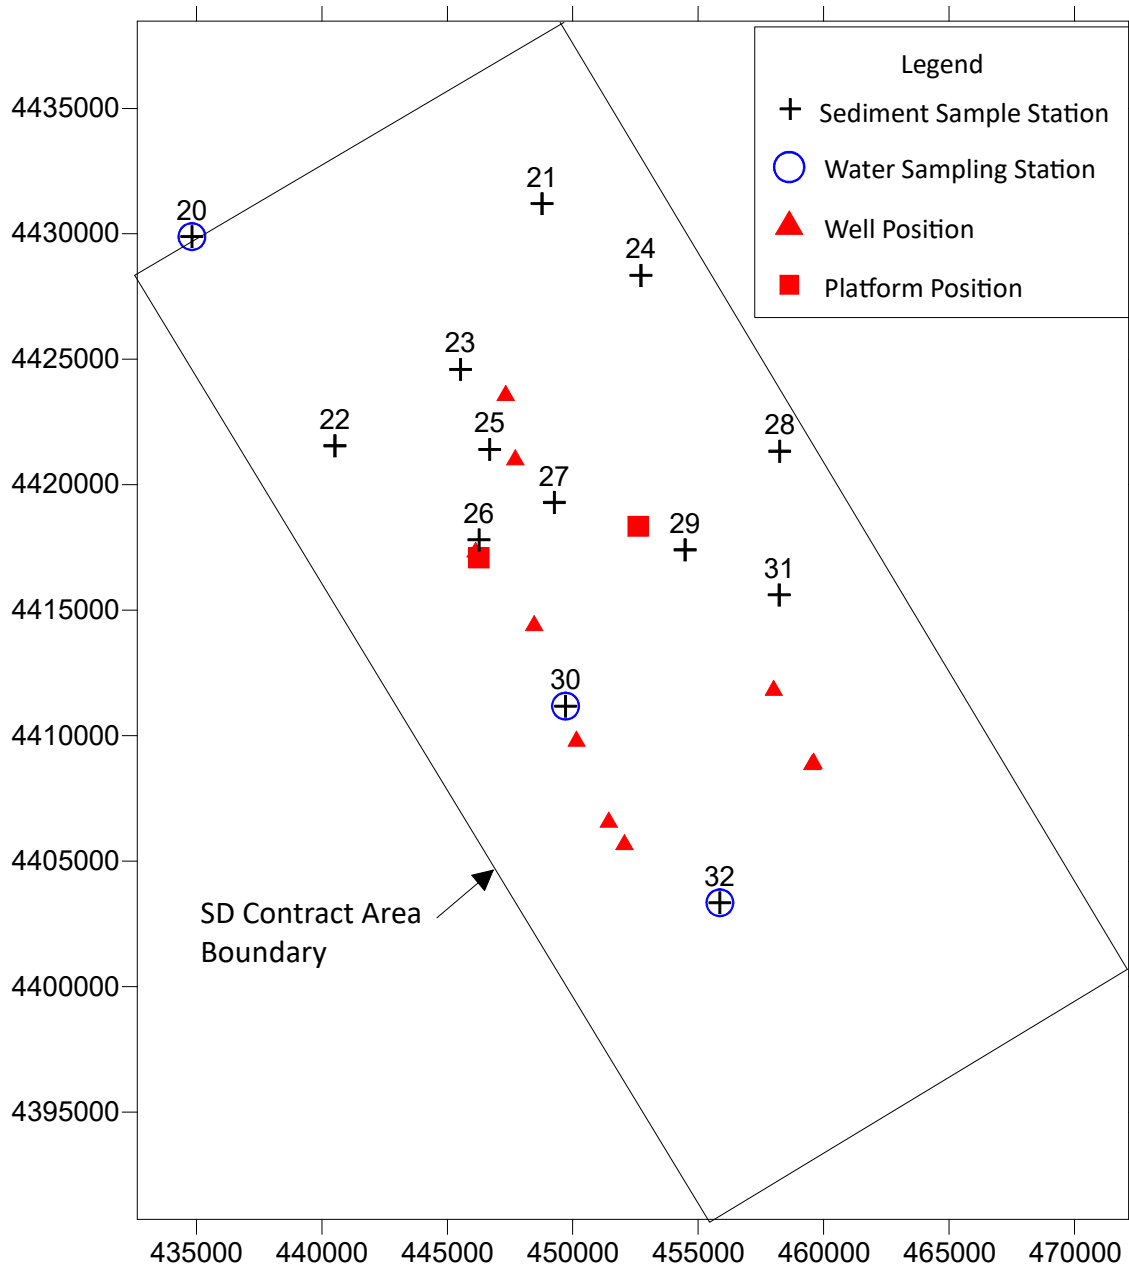 Legend
Sediment Sample Station
Water Sampling Station
Well Position
Platform Position
4435000
4430000
4425000
4420000
4415000
4410000
4405000
4400000
4395000
20
21
24
23
22
25
28
27
26
29
31
30
32
SD Contract Area
Boundary
435000 440000 445000 450000 455000 460000 465000 470000